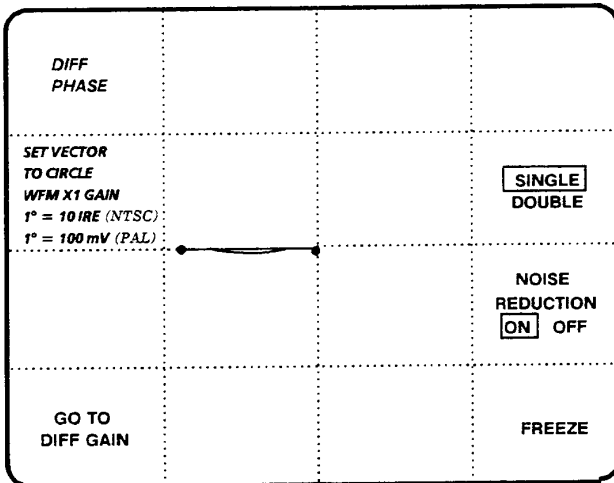 DIFF
PHASE
SET VECTOR
TO CIRCLE
WFM X1 GAIN
1° = 10 IRE (NTSC)
1° = 100 mV (PAL)
SINGLE
DOUBLE
NOISE
REDUCTION
ON OFF
GO TO
DIFF GAIN
FREEZE